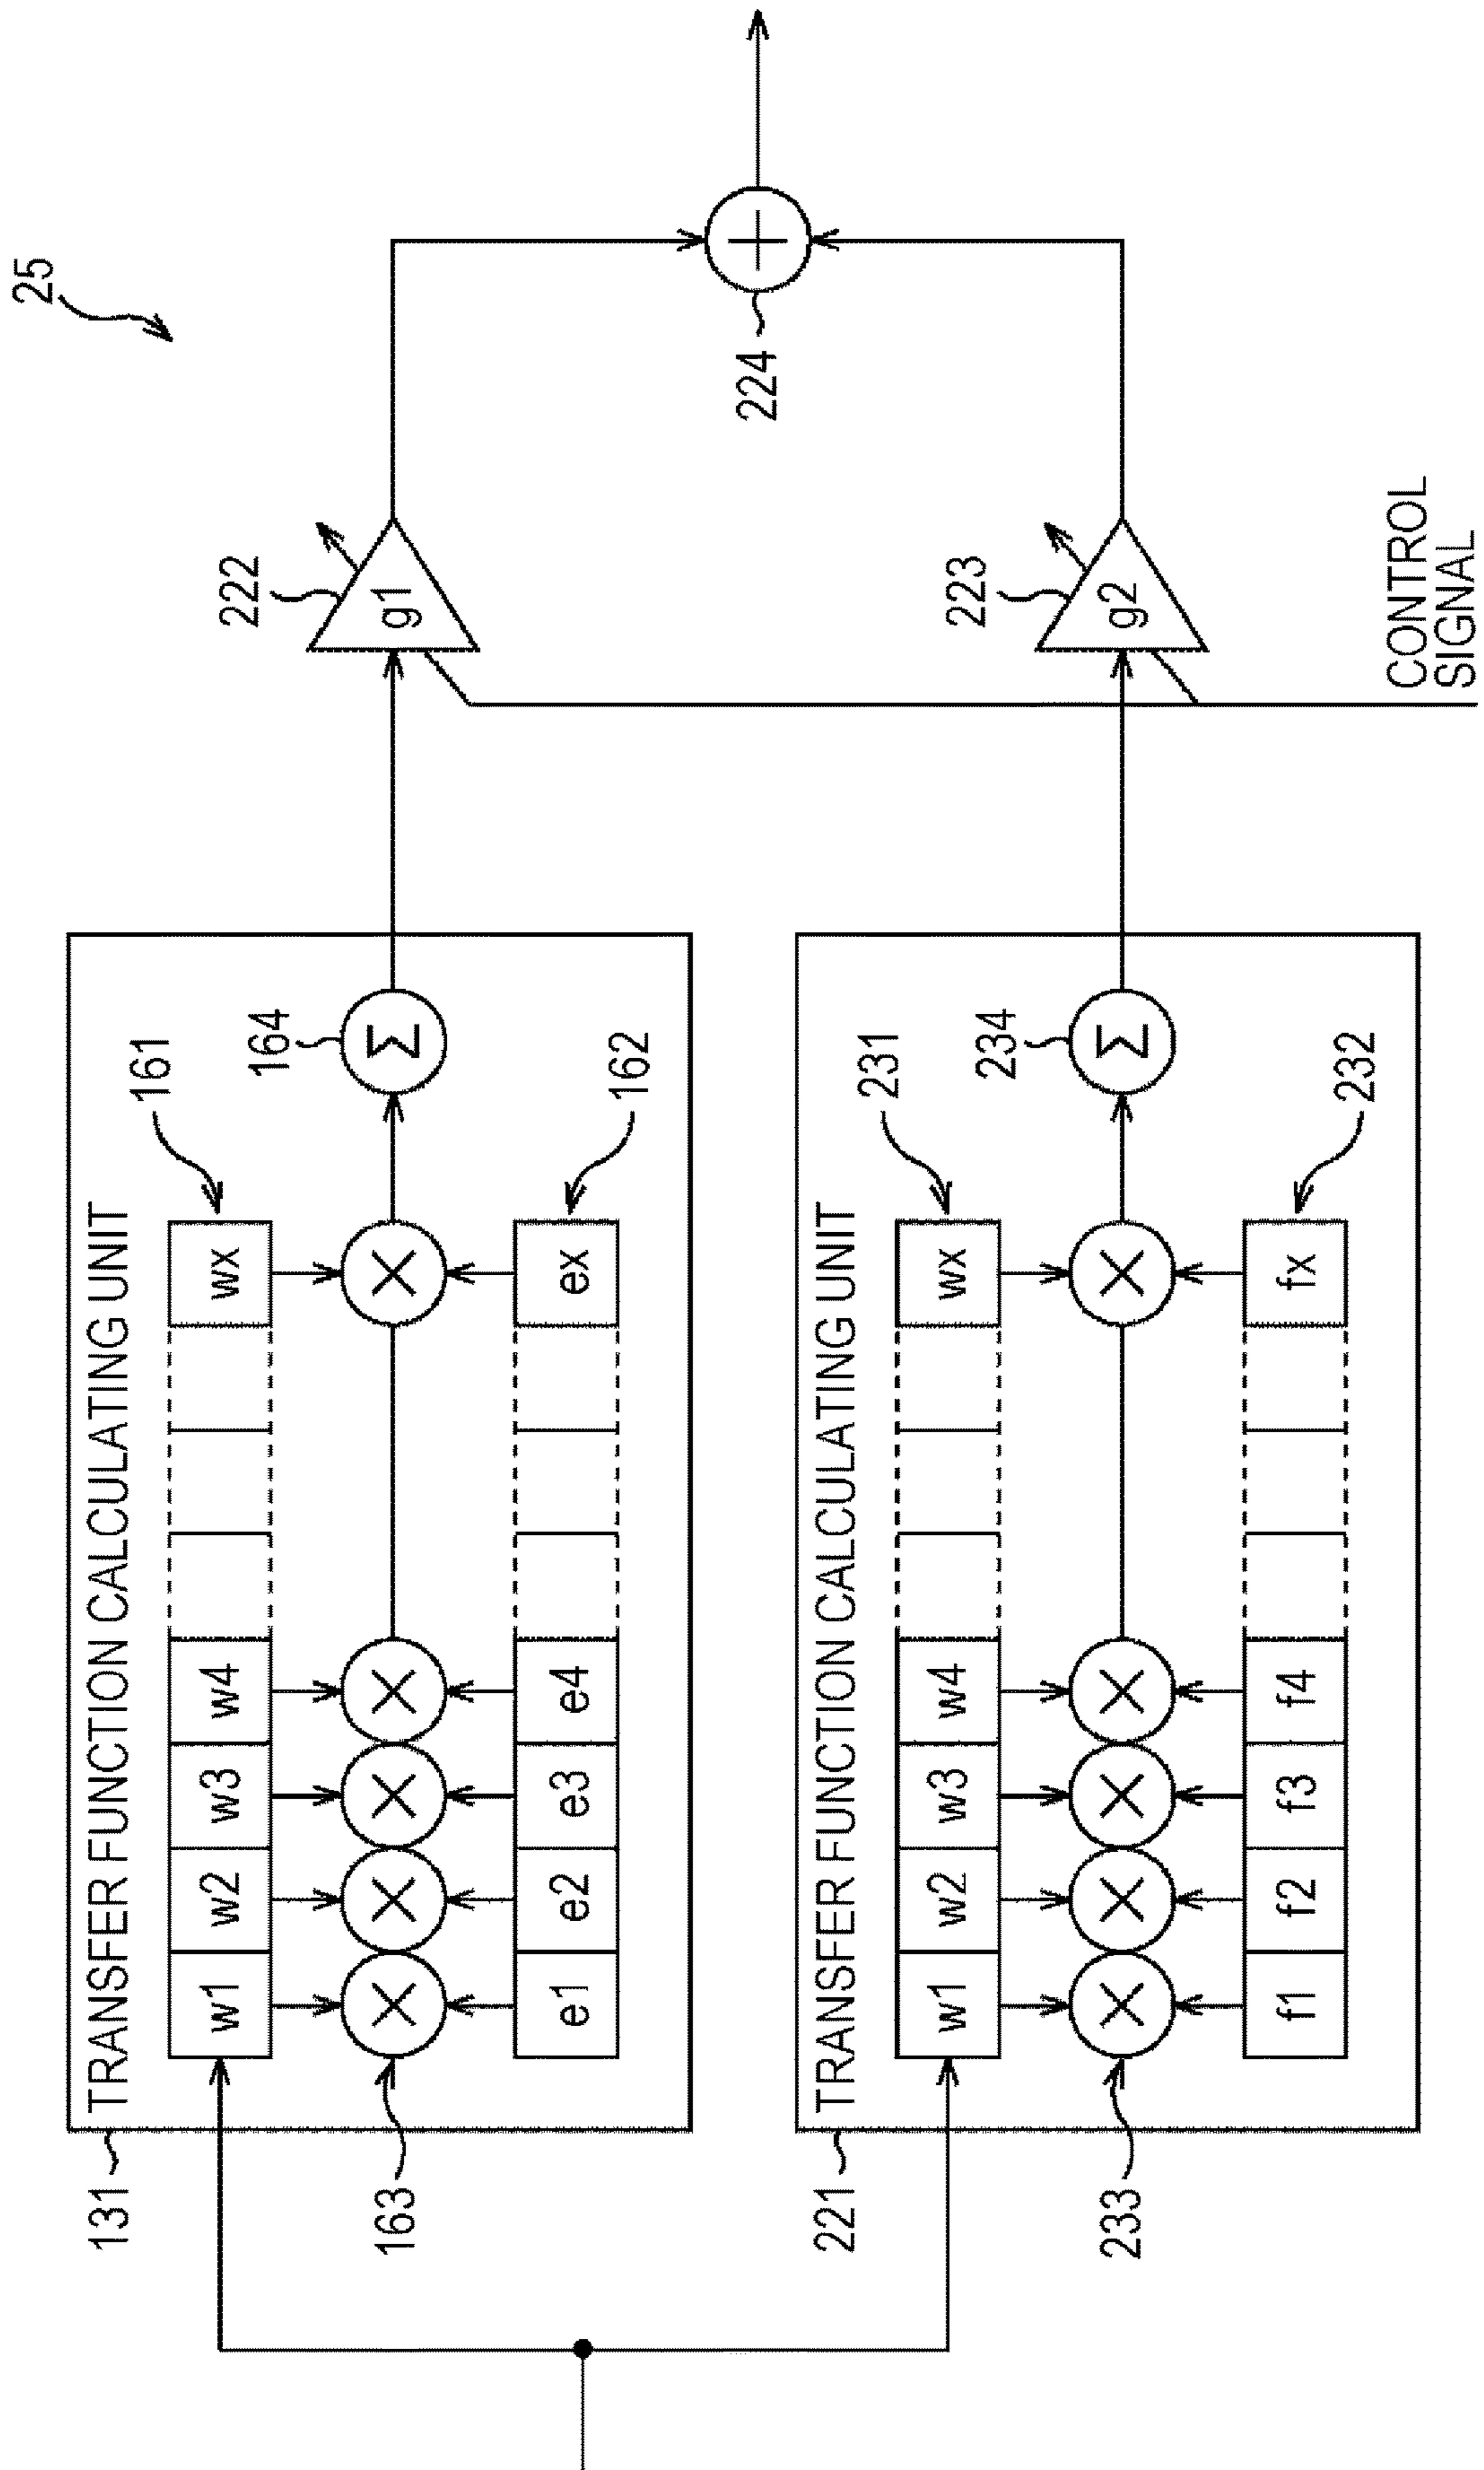 25
131
TRANSFER FUNCTION CALCULATING UNIT
161
w1 w2 w3 w4 wx
163
164
Σ
e1 e2 e3 e4 ex
162
222
g1
224
221
TRANSFER FUNCTION CALCULATING UNIT
231
w1 w2 w3 w4 wx
233
234
Σ
f1 f2 f3 f4 fx
232
223
g2
CONTROL
SIGNAL